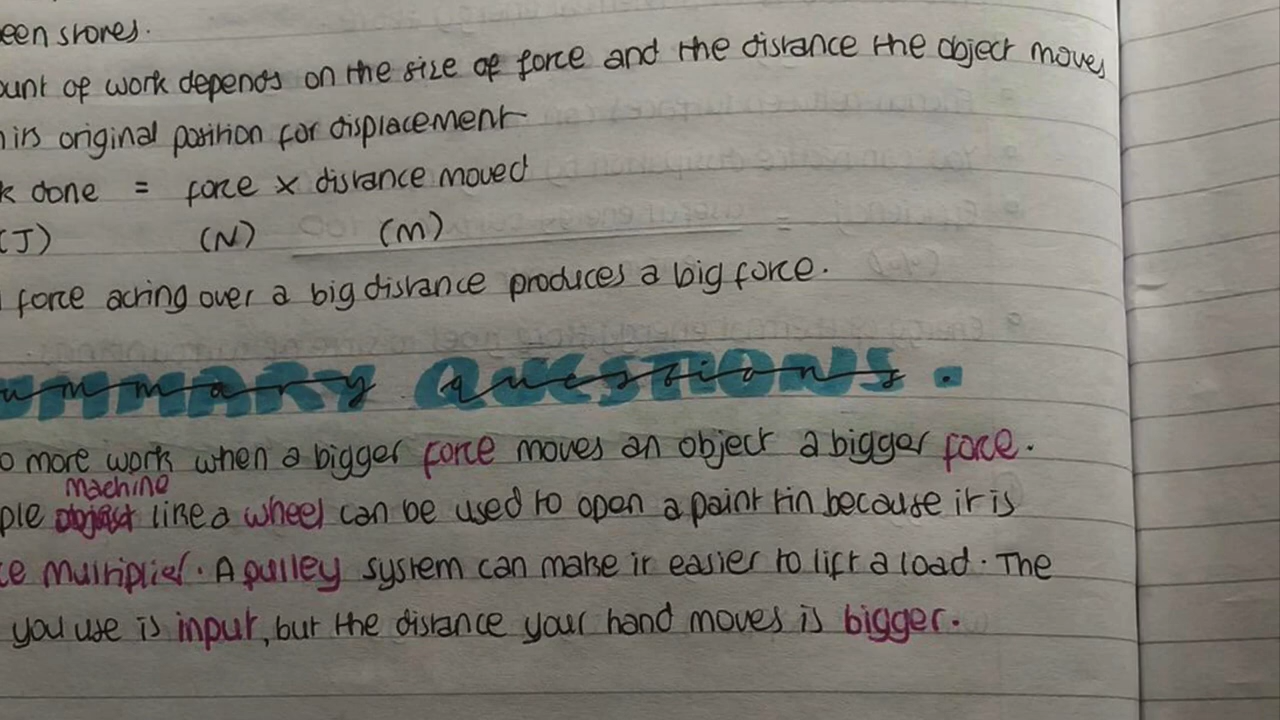 een stores.
ount of work depends on the size of force and the distance the object moves
its original position for displacement
k done = force x distance moved
(J) (N) (m)
force acting over a big distance produces a big force.
ummary questions.
o more work when a bigger force moves an object a bigger force.
machine
ple object like a wheel can be used to open a paint tin because it is
ce multiplier. A pulley system can make it easier to lift a load. The
you use is input, but the distance your hand moves is bigger.